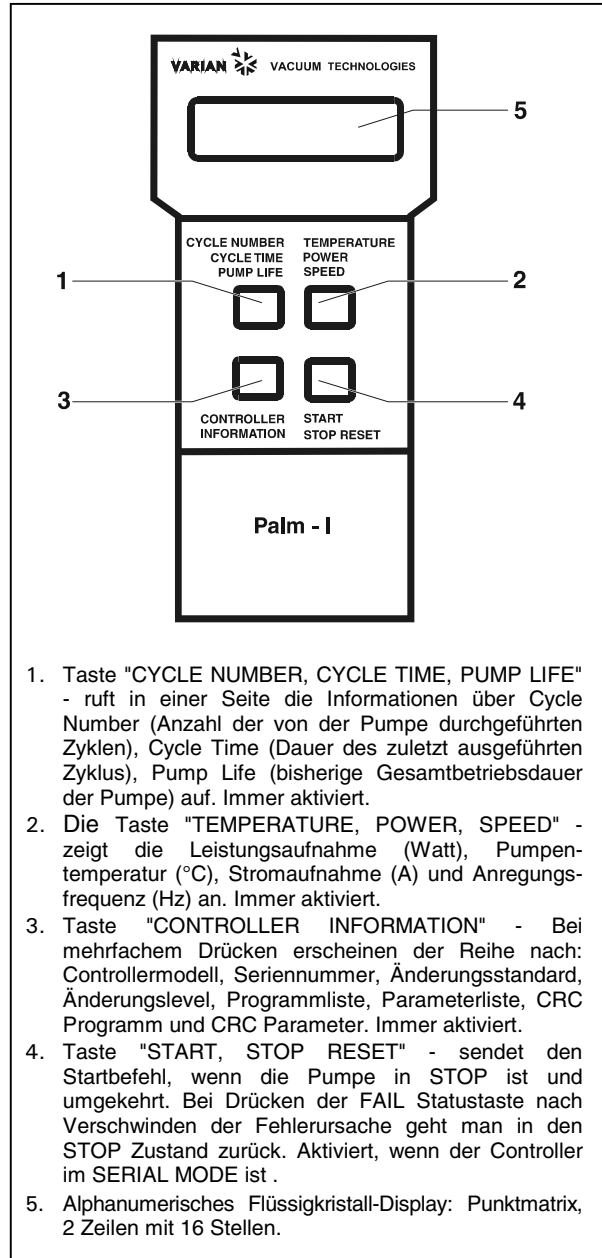 VARIAN VACUUM TECHNOLOGIES
5
CYCLE NUMBER
CYCLE TIME
PUMP LIFE
TEMPERATURE
POWER
SPEED
1
2
3
4
CONTROLLER
INFORMATION
START
STOP RESET
Palm - I
1. Taste "CYCLE NUMBER, CYCLE TIME, PUMP LIFE"
- ruft in einer Seite die Informationen über Cycle
Number (Anzahl der von der Pumpe durchgeführten
Zyklen), Cycle Time (Dauer des zuletzt ausgeführten
Zyklus), Pump Life (bisherige Gesamtbetriebsdauer
der Pumpe) auf. Immer aktiviert.
2. Die Taste "TEMPERATURE, POWER, SPEED" -
zeigt die Leistungsaufnahme (Watt), Pumpen-
temperatur (°C), Stromaufnahme (A) und Anregungs-
frequenz (Hz) an. Immer aktiviert.
3. Taste "CONTROLLER INFORMATION" - Bei
mehrfachem Drücken erscheinen der Reihe nach:
Controllermodell, Seriennummer, Änderungsstandard,
Änderungslevel, Programmliste, Parameterliste, CRC
Programm und CRC Parameter. Immer aktiviert.
4. Taste "START, STOP RESET" - sendet den
Startbefehl, wenn die Pumpe in STOP ist und
umgekehrt. Bei Drücken der FAIL Statustaste nach
Verschwinden der Fehlerursache geht man in den
STOP Zustand zurück. Aktiviert, wenn der Controller
im SERIAL MODE ist .
5. Alphanumerisches Flüssigkristall-Display: Punktmatrix,
2 Zeilen mit 16 Stellen.